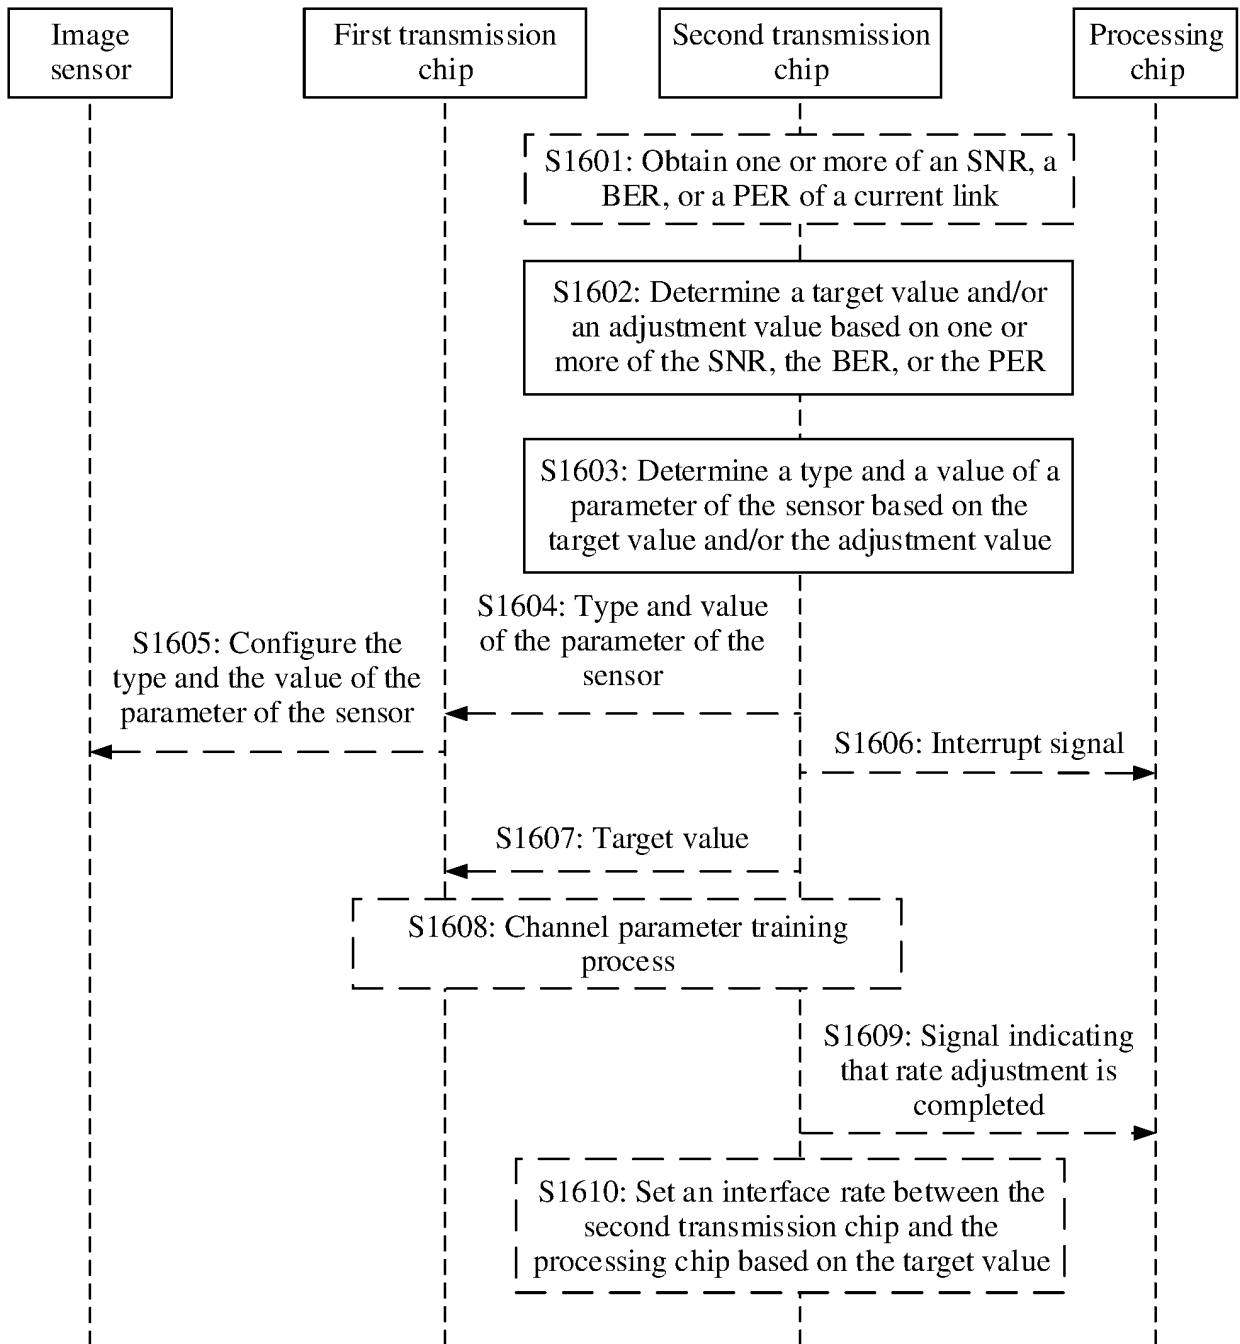 Image
sensor
First transmission
chip
Second transmission
chip
Processing
chip
S1601: Obtain one or more of an SNR, a
BER, or a PER of a current link
S1602: Determine a target value and/or
an adjustment value based on one or
more of the SNR, the BER, or the PER
S1603: Determine a type and a value of a
parameter of the sensor based on the
target value and/or the adjustment value
S1604: Type and value
of the parameter of the
sensor
S1605: Configure the
type and the value of the
parameter of the sensor
S1606: Interrupt signal
S1607: Target value
S1608: Channel parameter training
process
S1609: Signal indicating
that rate adjustment is
completed
S1610: Set an interface rate between the
second transmission chip and the
processing chip based on the target value